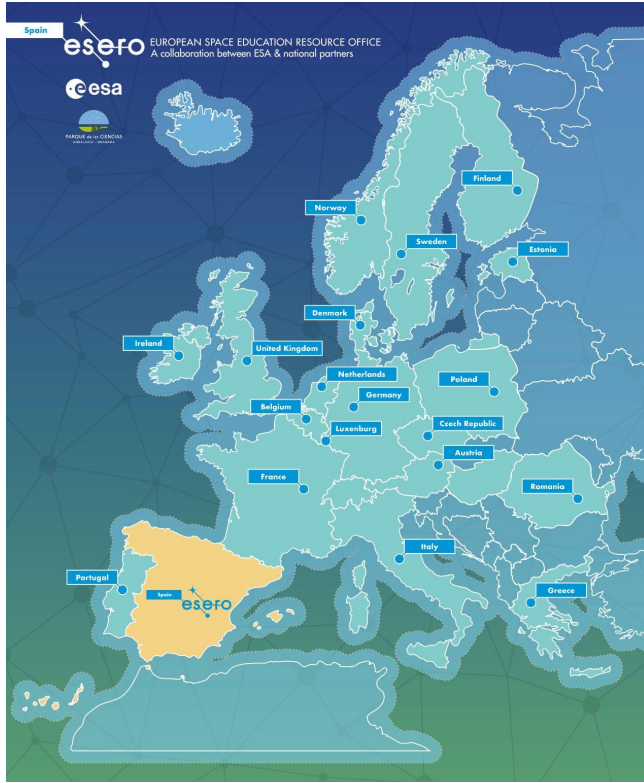 Spain
esero
EUROPEAN SPACE EDUCATION RESOURCE OFFICE
A collaboration between ESA & national partners
esa
PARQUE de las CIENCIAS
ANDALUCÍA - GRANADA
Finland
Norway
Sweden
Estonia
Denmark
Ireland
United Kingdom
Netherlands
Poland
Germany
Belgium
Czech Republic
Luxenburg
Austria
France
Romania
Italy
Portugal
Spain
esero
Greece